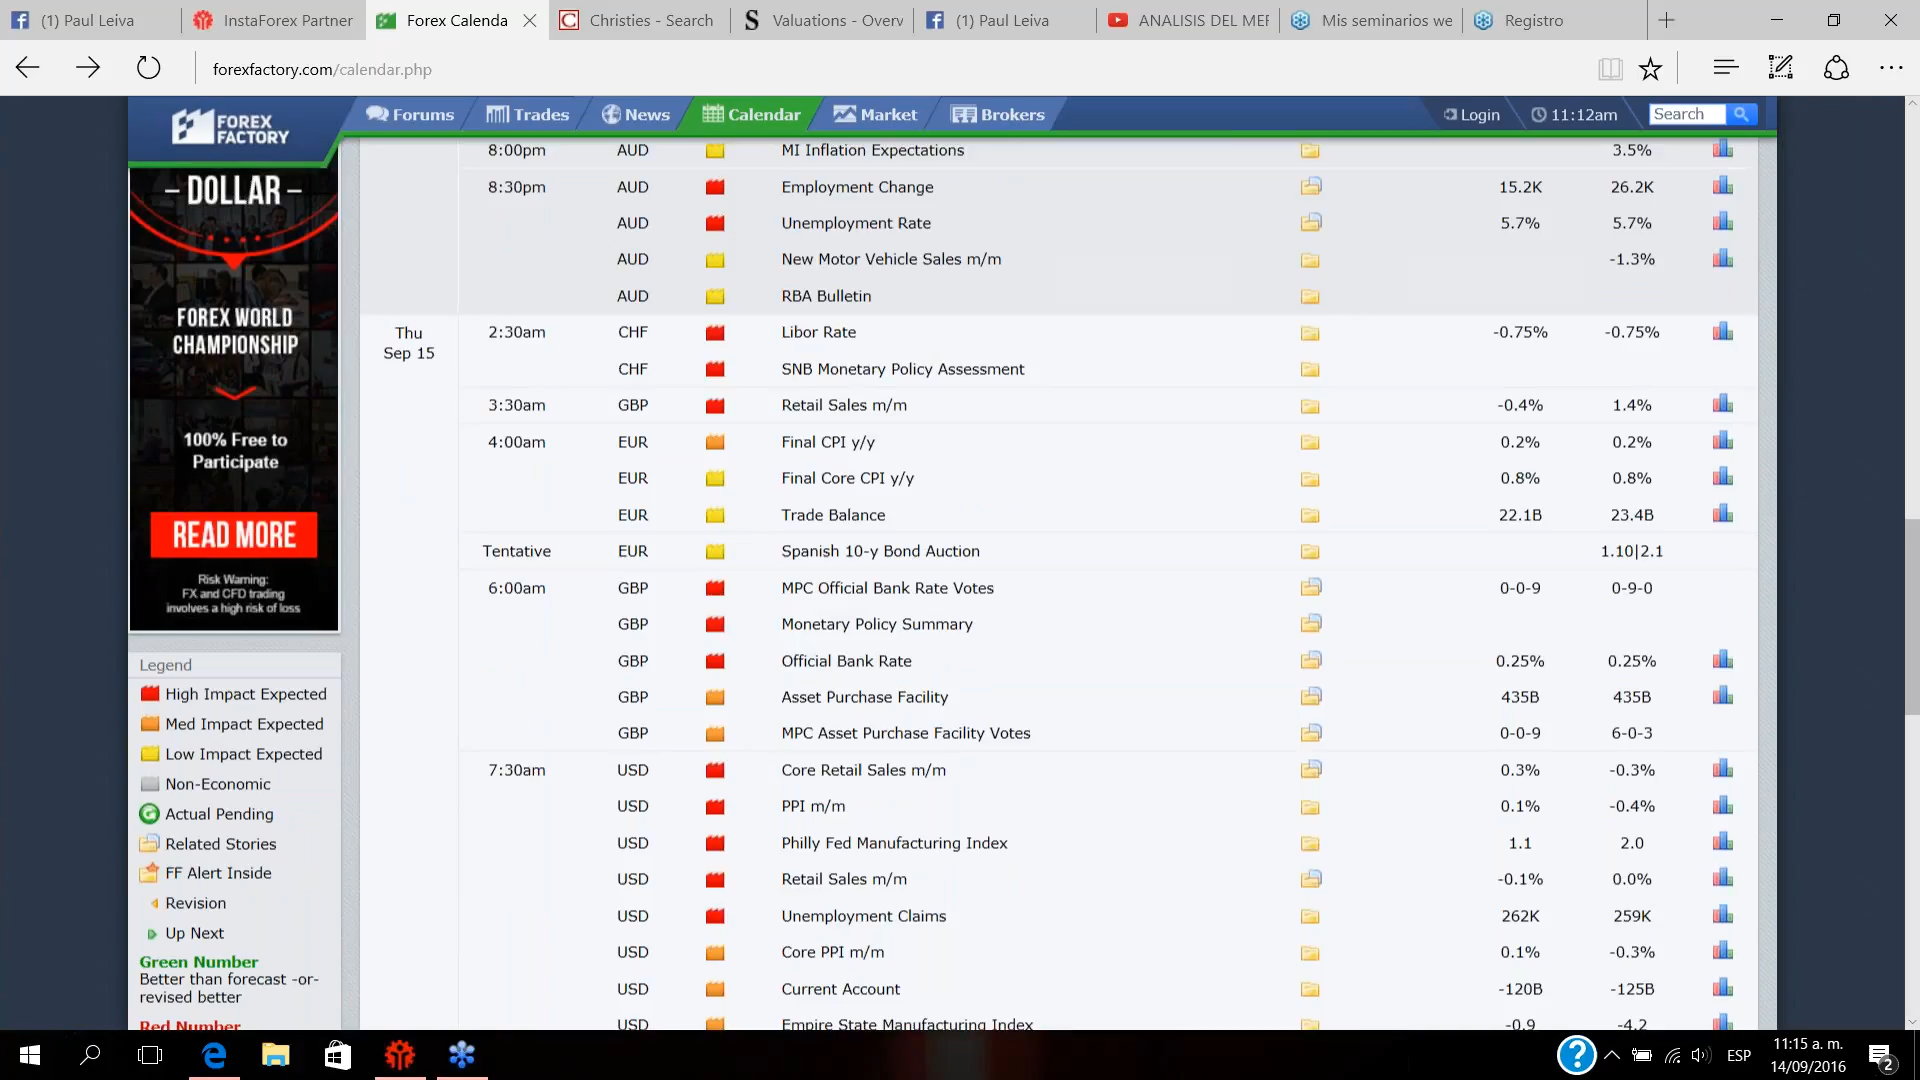 (1) Paul Leiva
InstaForex Partner
Forex Calenda
Christies - Search
Valuations - Overv
(1) Paul Leiva
ANALISIS DEL MER
Mis seminarios we
Registro
forexfactory.com/calendar.php
FOREX FACTORY
Forums
Trades
News
Calendar
Market
Brokers
Login
11:12am
Search
– DOLLAR –
FOREX WORLD
CHAMPIONSHIP
100% Free to
Participate
READ MORE
Risk Warning:
FX and CFD trading
involves a high risk of loss
Legend
High Impact Expected
Med Impact Expected
Low Impact Expected
Non-Economic
Actual Pending
Related Stories
FF Alert Inside
Revision
Up Next
Green Number
Better than forecast -or-
revised better
Red Number
8:00pm AUD MI Inflation Expectations 3.5%
8:30pm AUD Employment Change 15.2K 26.2K
AUD Unemployment Rate 5.7% 5.7%
AUD New Motor Vehicle Sales m/m -1.3%
AUD RBA Bulletin
Thu
Sep 15
2:30am CHF Libor Rate -0.75% -0.75%
CHF SNB Monetary Policy Assessment
3:30am GBP Retail Sales m/m -0.4% 1.4%
4:00am EUR Final CPI y/y 0.2% 0.2%
EUR Final Core CPI y/y 0.8% 0.8%
EUR Trade Balance 22.1B 23.4B
Tentative EUR Spanish 10-y Bond Auction 1.10|2.1
6:00am GBP MPC Official Bank Rate Votes 0-0-9 0-9-0
GBP Monetary Policy Summary
GBP Official Bank Rate 0.25% 0.25%
GBP Asset Purchase Facility 435B 435B
GBP MPC Asset Purchase Facility Votes 0-0-9 6-0-3
7:30am USD Core Retail Sales m/m 0.3% -0.3%
USD PPI m/m 0.1% -0.4%
USD Philly Fed Manufacturing Index 1.1 2.0
USD Retail Sales m/m -0.1% 0.0%
USD Unemployment Claims 262K 259K
USD Core PPI m/m 0.1% -0.3%
USD Current Account -120B -125B
USD Empire State Manufacturing Index -0.9 -4.2
ESP
11:15 a. m.
14/09/2016
2